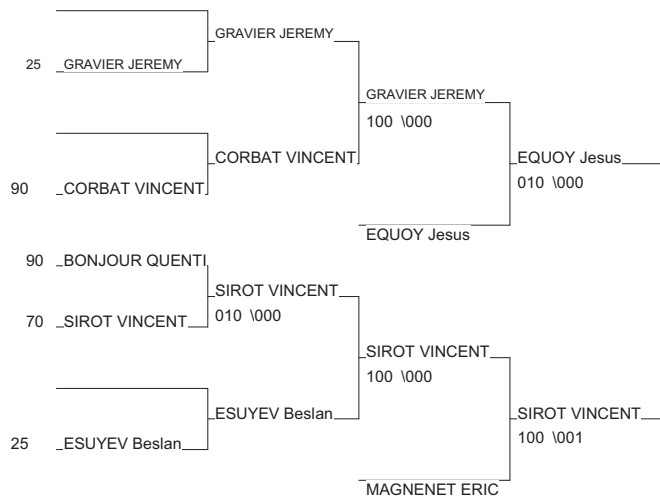 GRAVIER JEREMY
25 GRAVIER JEREMY
GRAVIER JEREMY
100 \000
CORBAT VINCENT
EQUOY Jesus
010 \000
90 CORBAT VINCENT
EQUOY Jesus
90 BONJOUR QUENTI
SIROT VINCENT
010 \000
70 SIROT VINCENT
SIROT VINCENT
100 \000
ESUYEV Beslan
SIROT VINCENT
100 \001
25 ESUYEV Beslan
MAGNENET ERIC